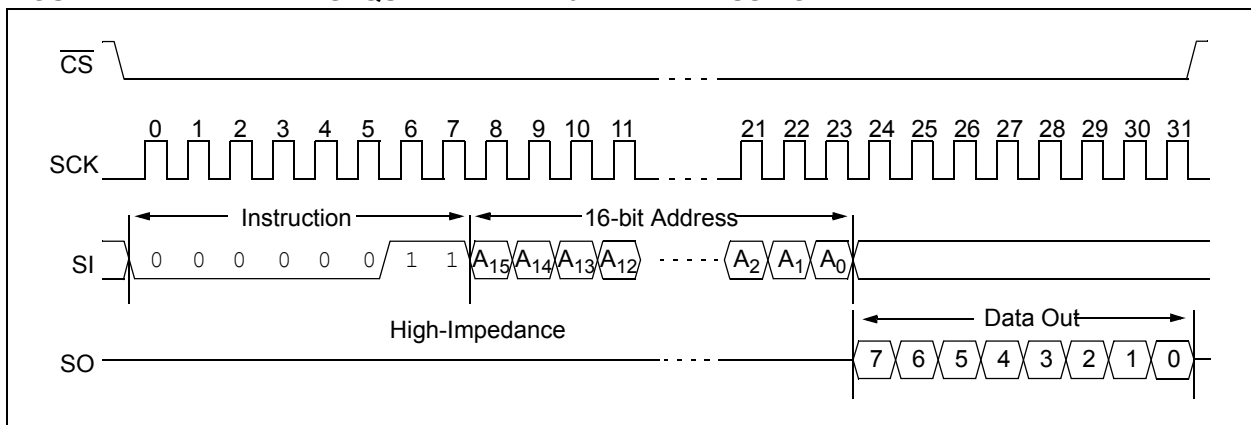 CS
0 1 2 3 4 5 6 7 8 9 10 11 21 22 23 24 25 26 27 28 29 30 31
SCK
Instruction 16-bit Address
SI 0 0 0 0 0 0 1 1 A15 A14 A13 A12 A2 A1 A0
High-Impedance Data Out
SO 7 6 5 4 3 2 1 0